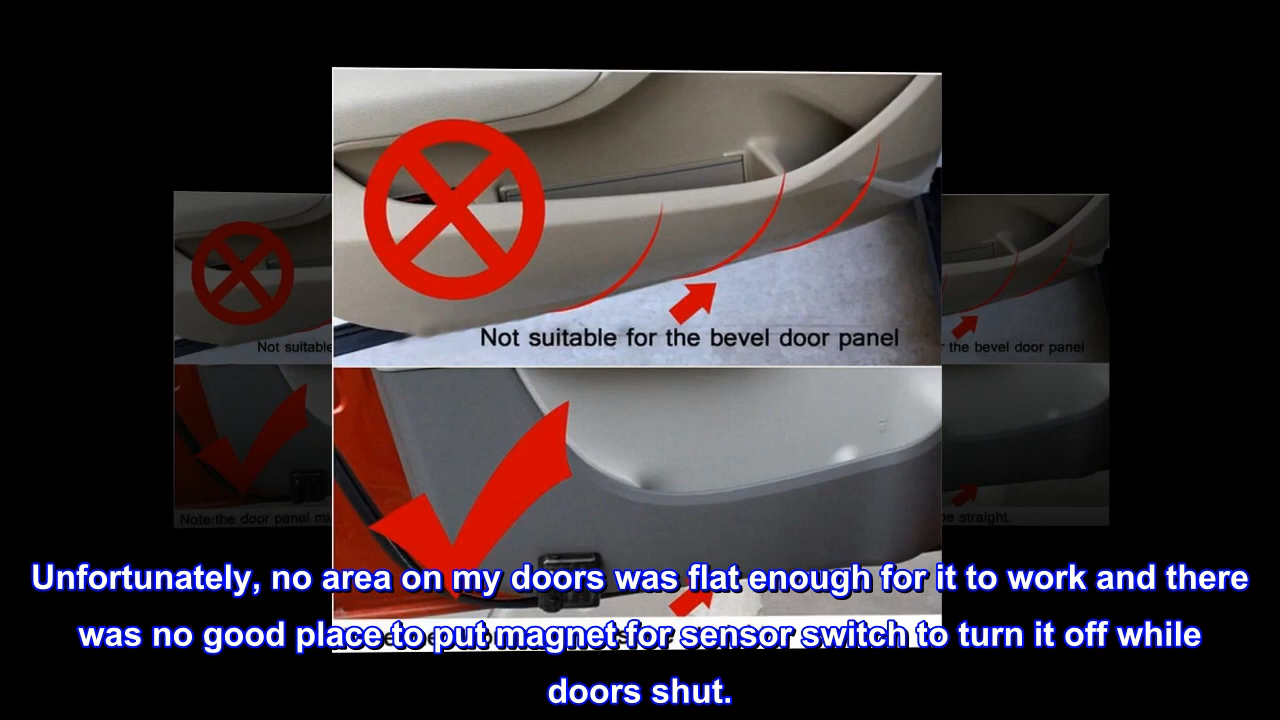 Not suitable for the bevel door panel
Not suitable
the bevel door panel
Note:the door panel mu
be straight
Unfortunately, no area on my doors was flat enough for it to work and there
was no good place to put magnet for sensor switch to turn it off while
doors shut.